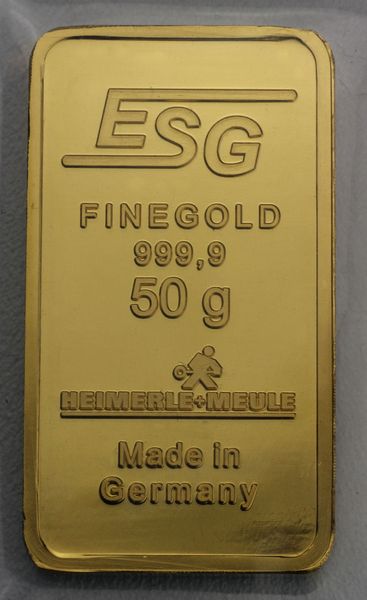 ESG
FINEGOLD
999,9
50 g
HEIMERLE+MEULE
Made in
Germany